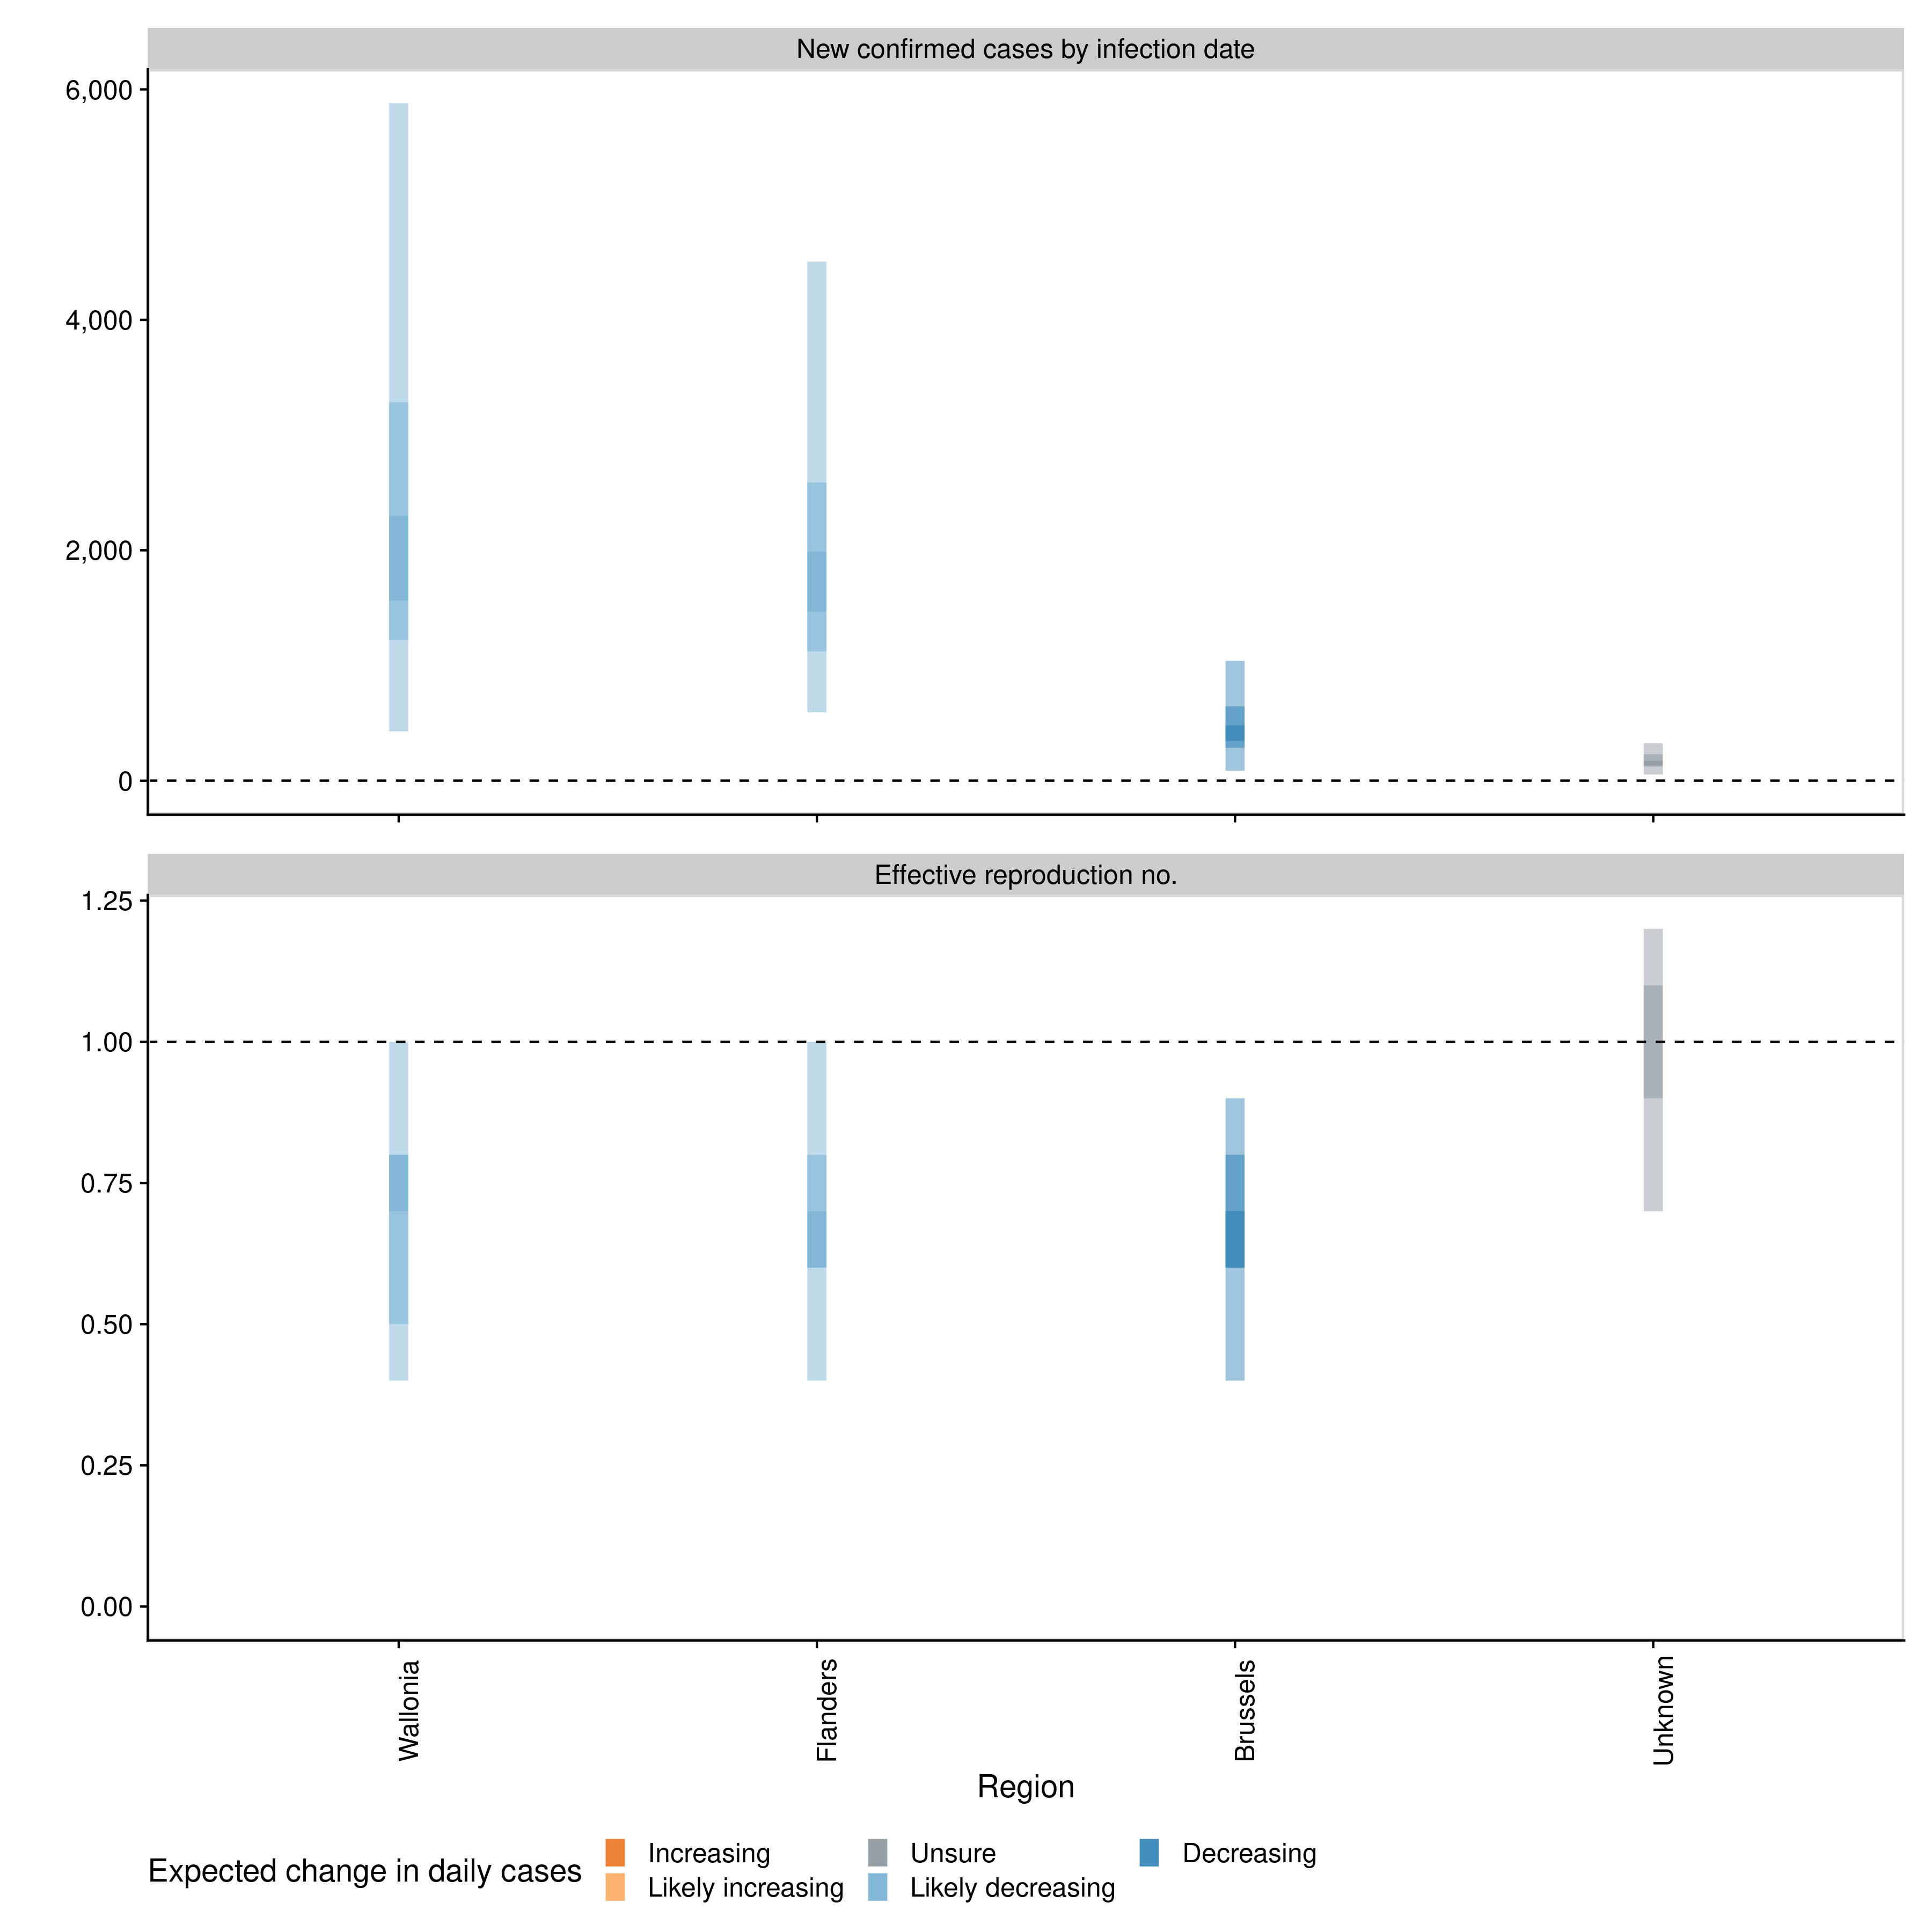 New confirmed cases by infection date
6,000
4,000
2,000
0
Effective reproduction no.
1.25
1.00
0.75
0.50
0.25
0.00
Wallonia
Flanders
Brussels
Unknown
Region
Expected change in daily cases
Increasing
Unsure
Decreasing
Likely increasing
Likely decreasing